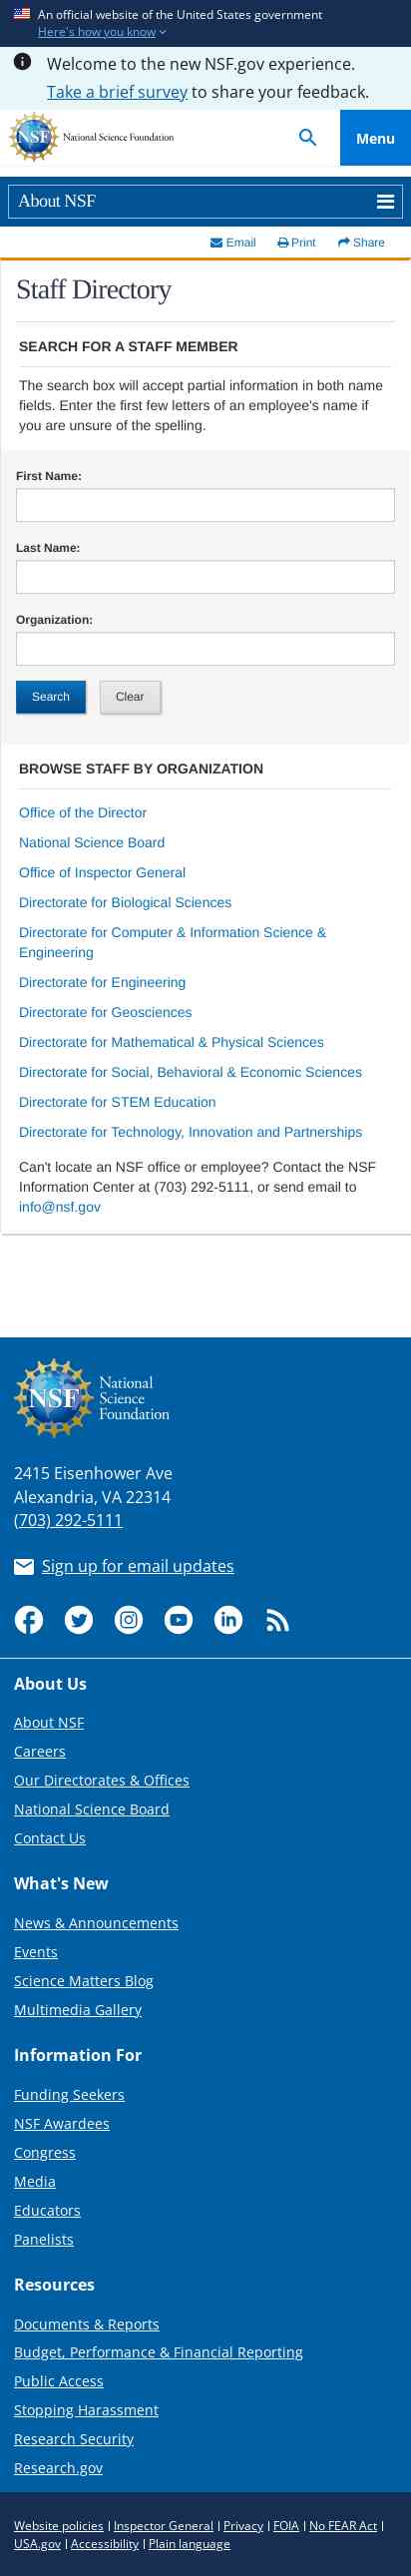 An official website of the United States government
Here's how you know
Welcome to the new NSF.gov experience.
Take a brief survey to share your feedback.
NSF National Science Foundation
Menu
About NSF
Email Print Share
Staff Directory
SEARCH FOR A STAFF MEMBER
The search box will accept partial information in both name
fields. Enter the first few letters of an employee's name if
you are unsure of the spelling.
First Name:
Last Name:
Organization:
Search Clear
BROWSE STAFF BY ORGANIZATION
Office of the Director
National Science Board
Office of Inspector General
Directorate for Biological Sciences
Directorate for Computer & Information Science &
Engineering
Directorate for Engineering
Directorate for Geosciences
Directorate for Mathematical & Physical Sciences
Directorate for Social, Behavioral & Economic Sciences
Directorate for STEM Education
Directorate for Technology, Innovation and Partnerships
Can't locate an NSF office or employee? Contact the NSF
Information Center at (703) 292-5111, or send email to
info@nsf.gov
National
NSF Science
Foundation
2415 Eisenhower Ave
Alexandria, VA 22314
(703) 292-5111
Sign up for email updates
About Us
About NSF
Careers
Our Directorates & Offices
National Science Board
Contact Us
What's New
News & Announcements
Events
Science Matters Blog
Multimedia Gallery
Information For
Funding Seekers
NSF Awardees
Congress
Media
Educators
Panelists
Resources
Documents & Reports
Budget, Performance & Financial Reporting
Public Access
Stopping Harassment
Research Security
Research.gov
Website policies | Inspector General | Privacy | FOIA | No FEAR Act |
USA.gov | Accessibility | Plain language